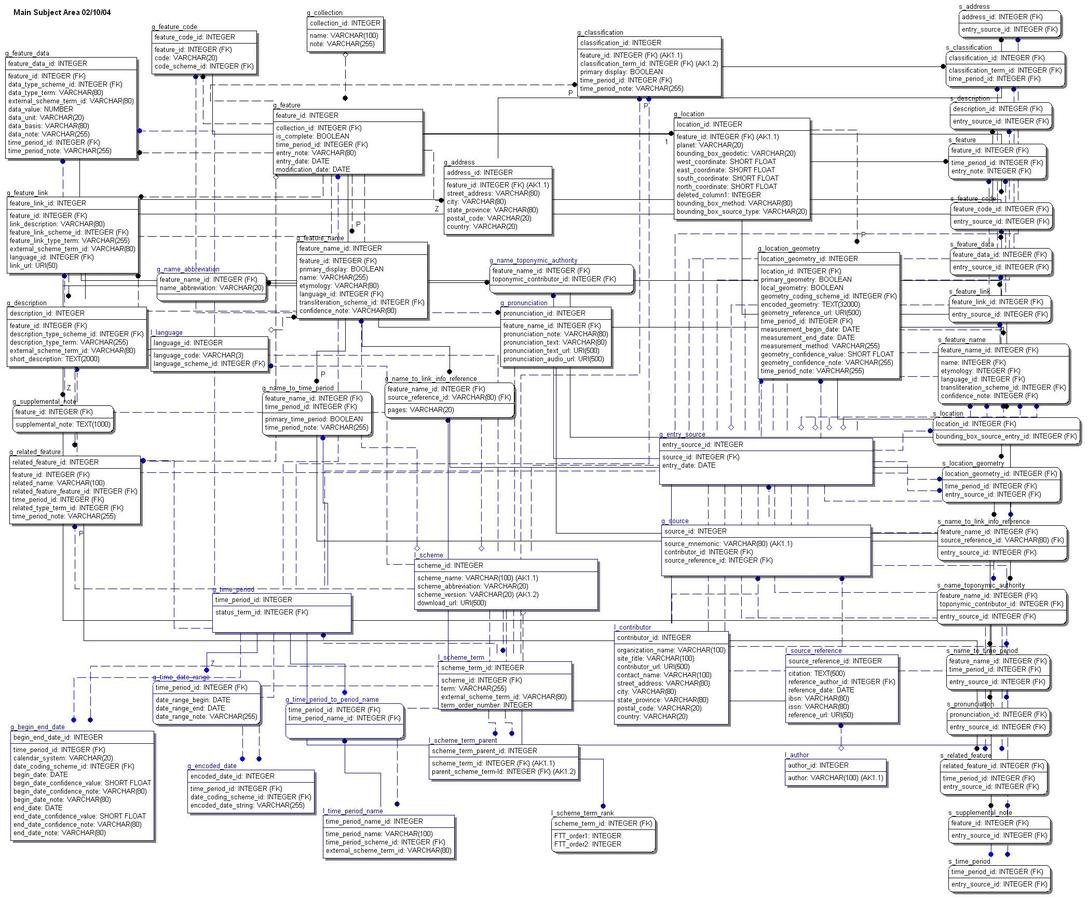 Main Subject Area 02/10/04
g_feature_data
feature_data_id: INTEGER
feature_id: INTEGER (FK)
data_type_scheme_id: INTEGER (FK)
data_type_term: VARCHAR(80)
external_scheme_term_id: VARCHAR(80)
data_value: NUMBER
data_unit: VARCHAR(20)
data_basis: VARCHAR(80)
data_note: VARCHAR(255)
time_period_id: INTEGER (FK)
time_period_note: VARCHAR(255)
g_feature_code
feature_code_id: INTEGER
feature_id: INTEGER (FK)
code: VARCHAR(20)
code_scheme_id: INTEGER (FK)
g_collection
collection_id: INTEGER
name: VARCHAR(100)
note: VARCHAR(255)
g_classification
classification_id: INTEGER
feature_id: INTEGER (FK) (AK1.1)
classification_term_id: INTEGER (FK) (AK1.2)
primary display: BOOLEAN
time_period_id: INTEGER (FK)
time_period_note: VARCHAR(255)
P
P
g_feature
feature_id: INTEGER
collection_id: INTEGER (FK)
is_complete: BOOLEAN
time_period_id: INTEGER (FK)
entry_note: VARCHAR(80)
entry_date: DATE
modification_date: DATE
g_location
location_id: INTEGER
feature_id: INTEGER (FK) (AK1.1)
planet: VARCHAR(20)
bounding_box_geodetic: VARCHAR(20)
west_coordinate: SHORT FLOAT
east_coordinate: SHORT FLOAT
south_coordinate: SHORT FLOAT
north_coordinate: SHORT FLOAT
deleted_column1: INTEGER
bounding_box_method: VARCHAR(80)
bounding_box_source_type: VARCHAR(20)
1
g_address
address_id: INTEGER
feature_id: INTEGER (FK) (AK1.1)
street_address: VARCHAR(80)
city: VARCHAR(80)
state_province: VARCHAR(80)
postal_code: VARCHAR(20)
country: VARCHAR(20)
Z
g_feature_link
feature_link_id: INTEGER
feature_id: INTEGER (FK)
link_description: VARCHAR(80)
feature_link_scheme_id: INTEGER (FK)
feature_link_type_term: VARCHAR(255)
external_scheme_term_id: VARCHAR(80)
language_id: INTEGER (FK)
link_url: URI(50)
P
P
g_feature_name
feature_name_id: INTEGER
feature_id: INTEGER (FK)
primary_display: BOOLEAN
name: VARCHAR(255)
etymology: VARCHAR(80)
language_id: INTEGER (FK)
transliteration_scheme_id: INTEGER (FK)
confidence_note: VARCHAR(80)
g_name_abbreviation
feature_name_id: INTEGER (FK)
name_abbreviation: VARCHAR(20)
g_name_toponymic_authority
feature_name_id: INTEGER (FK)
toponymic_contributor_id: INTEGER (FK)
g_location_geometry
location_geometry_id: INTEGER
location_id: INTEGER (FK)
primary_geometry: BOOLEAN
local_geometry: BOOLEAN
geometry_coding_scheme_id: INTEGER (FK)
encoded_geometry: TEXT(32000)
geometry_reference_url: URI(500)
time_period_id: INTEGER (FK)
measurement_begin_date: DATE
measurement_end_date: DATE
measurement_method: VARCHAR(255)
geometry_confidence_value: SHORT FLOAT
geometry_confidence_note: VARCHAR(255)
time_period_note: VARCHAR(255)
g_description
description_id: INTEGER
feature_id: INTEGER (FK)
description_type_scheme_id: INTEGER (FK)
description_type_term: VARCHAR(255)
external_scheme_term_id: VARCHAR(80)
short_description: TEXT(2000)
l_language
language_id: INTEGER
language_code: VARCHAR(3)
language_scheme_id: INTEGER (FK)
g_pronunciation
pronunciation_id: INTEGER
feature_name_id: INTEGER (FK)
pronunciation_note: VARCHAR(80)
pronunciation_text: VARCHAR(80)
pronunciation_text_url: URI(500)
pronunciation_audio_url: URI(500)
Z
P
g_supplemental_note
feature_id: INTEGER (FK)
supplemental_note: TEXT(1000)
g_name_to_time_period
feature_name_id: INTEGER (FK)
time_period_id: INTEGER (FK)
primary_time_period: BOOLEAN
time_period_note: VARCHAR(255)
g_name_to_link_info_reference
feature_name_id: INTEGER (FK)
source_reference_id: VARCHAR(80) (FK)
pages: VARCHAR(20)
g_related_feature
related_feature_id: INTEGER
feature_id: INTEGER (FK)
related_name: VARCHAR(100)
related_feature_feature_id: INTEGER (FK)
time_period_id: INTEGER (FK)
related_type_term_id: INTEGER (FK)
time_period_note: VARCHAR(255)
P
g_entry_source
entry_source_id: INTEGER
source_id: INTEGER (FK)
entry_date: DATE
g_source
source_id: INTEGER
source_mnemonic: VARCHAR(80) (AK1.1)
contributor_id: INTEGER (FK)
source_reference_id: INTEGER (FK)
l_scheme
scheme_id: INTEGER
scheme_name: VARCHAR(100) (AK1.1)
scheme_abbreviation: VARCHAR(20)
scheme_version: VARCHAR(20) (AK1.2)
download_url: URI(500)
g_time_period
time_period_id: INTEGER
status_term_id: INTEGER (FK)
Z
l_contributor
contributor_id: INTEGER
organization_name: VARCHAR(100)
site_title: VARCHAR(100)
contributor_url: URI(500)
contact_name: VARCHAR(100)
street_address: VARCHAR(80)
city: VARCHAR(80)
state_province: VARCHAR(80)
postal_code: VARCHAR(20)
country: VARCHAR(20)
l_source_reference
source_reference_id: INTEGER
citation: TEXT(500)
reference_author_id: INTEGER (FK)
reference_date: DATE
isbn: VARCHAR(80)
issn: VARCHAR(80)
reference_url: URI(50)
l_scheme_term
scheme_term_id: INTEGER
scheme_id: INTEGER (FK)
term: VARCHAR(255)
external_scheme_term_id: VARCHAR(80)
term_order_number: INTEGER
g_time_date_range
time_period_id: INTEGER (FK)
date_range_begin: DATE
date_range_end: DATE
date_range_note: VARCHAR(255)
g_time_period_to_period_name
time_period_id: INTEGER (FK)
time_period_name_id: INTEGER (FK)
g_begin_end_date
begin_end_date_id: INTEGER
time_period_id: INTEGER (FK)
calendar_system: VARCHAR(20)
date_coding_scheme_id: INTEGER (FK)
begin_date: DATE
begin_date_confidence_value: SHORT FLOAT
begin_date_confidence_note: VARCHAR(80)
begin_date_note: VARCHAR(80)
end_date: DATE
end_date_confidence_value: SHORT FLOAT
end_date_confidence_note: VARCHAR(80)
end_date_note: VARCHAR(80)
g_encoded_date
encoded_date_id: INTEGER
time_period_id: INTEGER (FK)
date_coding_scheme_id: INTEGER (FK)
encoded_date_string: VARCHAR(255)
l_time_period_name
time_period_name_id: INTEGER
time_period_name: VARCHAR(100)
time_period_scheme_id: INTEGER (FK)
external_scheme_term_id: VARCHAR(80)
l_scheme_term_parent
scheme_term_id: INTEGER (FK) (AK1.1)
parent_scheme_term-Id: INTEGER (FK) (AK1.2)
l_scheme_term_rank
scheme_term_id: INTEGER (FK)
FTT_order1: INTEGER
FTT_order2: INTEGER
l_author
author_id: INTEGER
author: VARCHAR(100) (AK1.1)
s_address
address_id: INTEGER (FK)
entry_source_id: INTEGER (FK)
s_classification
classification_term_id: INTEGER (FK)
time_period_id: INTEGER (FK)
s_description
description_id: INTEGER (FK)
entry_source_id: INTEGER (FK)
s_feature
feature_id: INTEGER (FK)
time_period_id: INTEGER (FK)
entry_note: INTEGER (FK)
s_feature_code
feature_code_id: INTEGER (FK)
entry_source_id: INTEGER (FK)
s_feature_data
feature_data_id: INTEGER (FK)
entry_source_id: INTEGER (FK)
s_feature_link
feature_link_id: INTEGER (FK)
entry_source_id: INTEGER (FK)
s_feature_name
feature_name_id: INTEGER (FK)
name: INTEGER (FK)
etymology: INTEGER (FK)
language_id: INTEGER (FK)
transliteration_scheme_id: INTEGER (FK)
confidence_note: INTEGER (FK)
s_location
location_id: INTEGER (FK)
bounding_box_source_entry_id: INTEGER (FK)
s_location_geometry
location_geometry_id: INTEGER (FK)
time_period_id: INTEGER (FK)
entry_source_id: INTEGER (FK)
s_name_to_link_info_reference
feature_name_id: INTEGER (FK)
source_reference_id: VARCHAR(80) (FK)
entry_source_id: INTEGER (FK)
s_name_toponymic_authority
feature_name_id: INTEGER (FK)
toponymic_contributor_id: INTEGER (FK)
entry_source_id: INTEGER (FK)
s_name_to_time_period
feature_name_id: INTEGER (FK)
time_period_id: INTEGER (FK)
entry_source_id: INTEGER (FK)
s_pronunciation
pronunciation_id: INTEGER (FK)
entry_source_id: INTEGER (FK)
s_related_feature
related_feature_id: INTEGER (FK)
time_period_id: INTEGER (FK)
entry_source_id: INTEGER (FK)
s_supplemental_note
feature_id: INTEGER (FK)
entry_source_id: INTEGER (FK)
s_time_period
time_period_id: INTEGER (FK)
entry_source_id: INTEGER (FK)